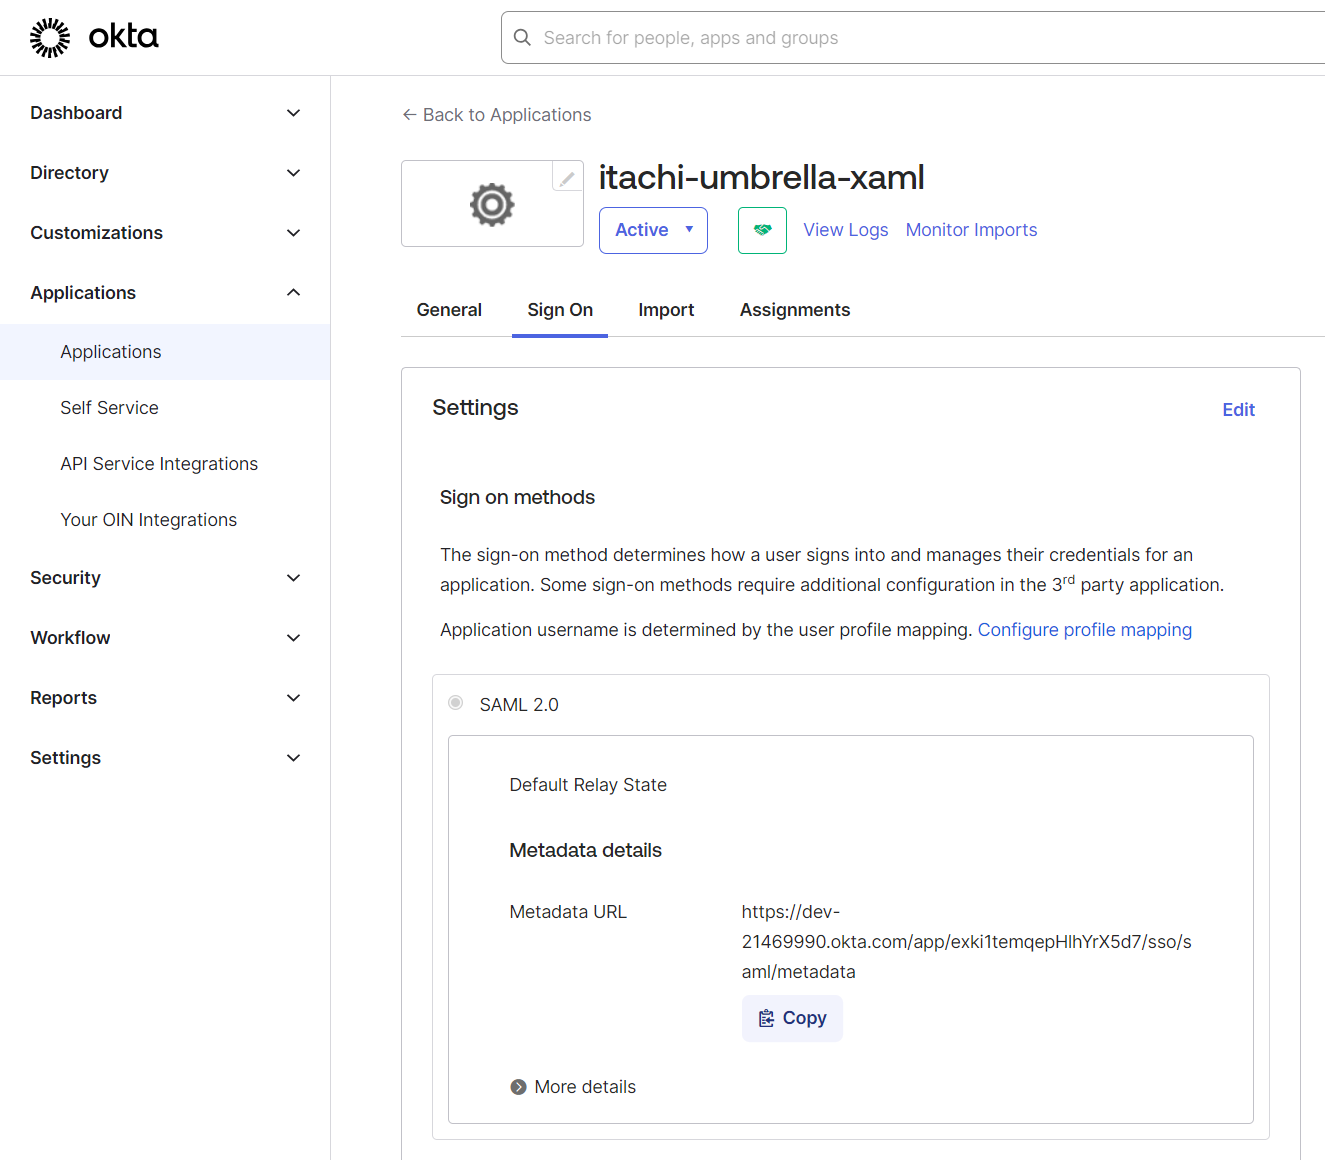 okta
Search for people, apps and groups
Dashboard
Directory
Customizations
Applications
Applications
Self Service
API Service Integrations
Your OIN Integrations
Security
Workflow
Reports
Settings
← Back to Applications
itachi-umbrella-xaml
Active
View Logs
Monitor Imports
General
Sign On
Import
Assignments
Settings
Edit
Sign on methods
The sign-on method determines how a user signs into and manages their credentials for an
application. Some sign-on methods require additional configuration in the 3rd party application.
Application username is determined by the user profile mapping. Configure profile mapping
SAML 2.0
Default Relay State
Metadata details
Metadata URL
https://dev-
21469990.okta.com/app/exki1temqepHlhYrX5d7/sso/s
aml/metadata
Copy
More details